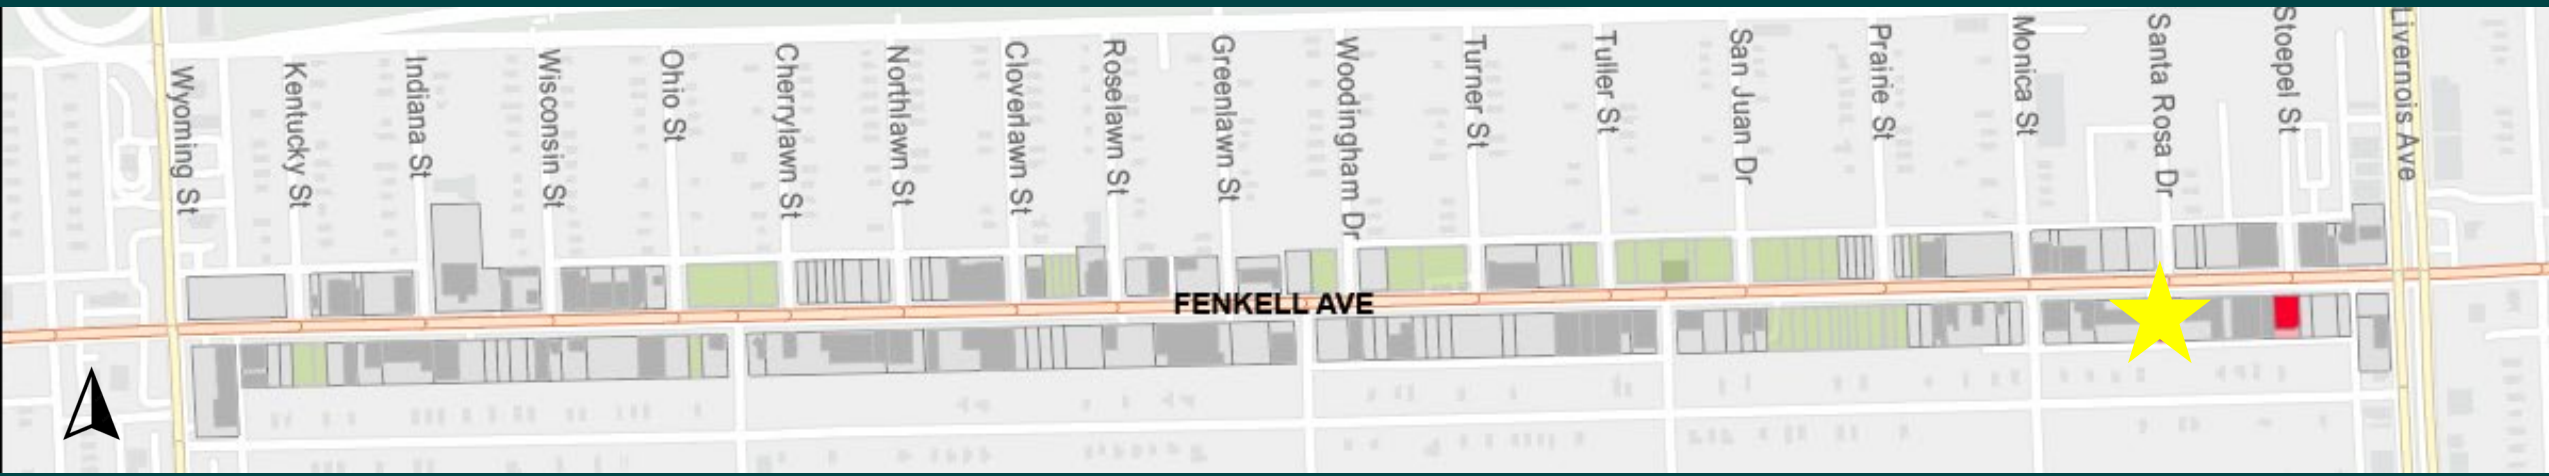 Wyoming St
Kentucky St
Indiana St
Wisconsin St
Ohio St
Cherrylawn St
Northlawn St
Cloverlawn St
Roselawn St
Greenlawn St
Woodingham Dr
Turner St
Tuller St
San Juan Dr
Prairie St
Monica St
Santa Rosa Dr
Stoepel St
Livernois Ave
FENKELL AVE